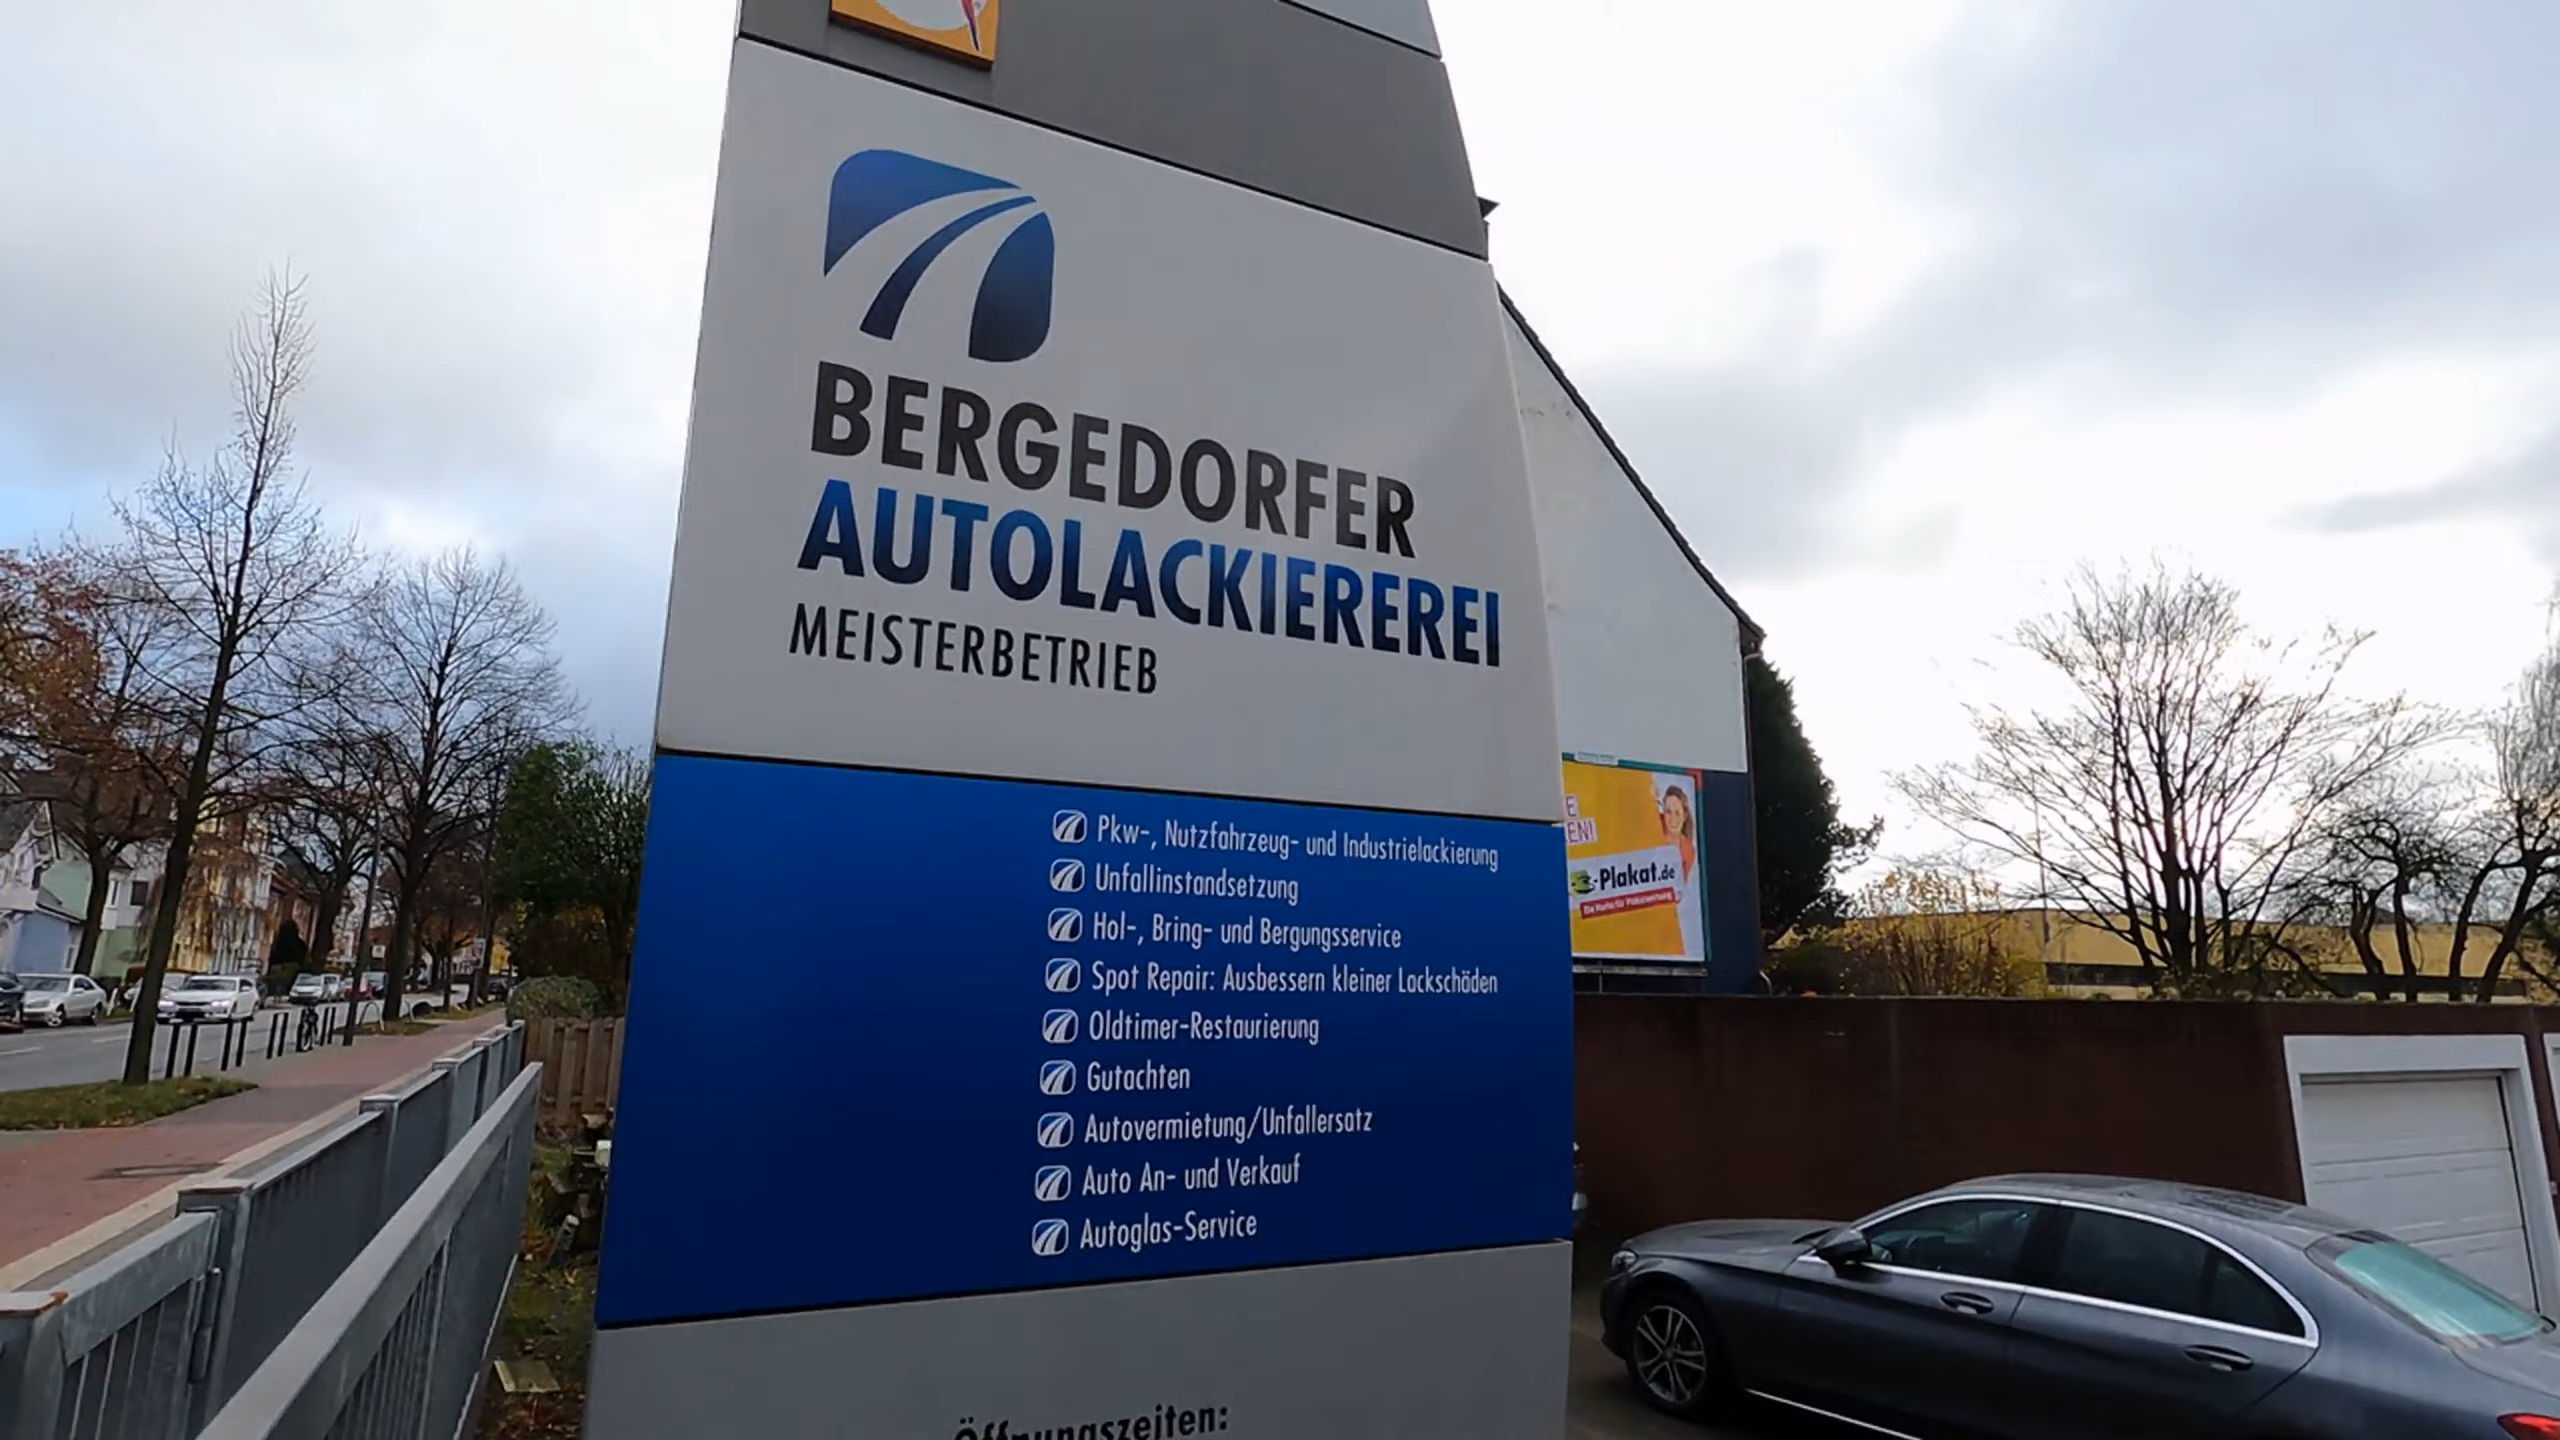 BERGEDORFER
AUTOLACKIEREREI
MEISTERBETRIEB
Pkw-, Nutzfahrzeug- und Industrielackierung
Unfallinstandsetzung
Hol-, Bring- und Bergungsservice
Spot Repair: Ausbessern kleiner Lackschäden
Oldtimer-Restaurierung
Gutachten
Autovermietung/Unfallersatz
Auto An- und Verkauf
Autoglas-Service
Öffnungszeiten:
-Plakat.de